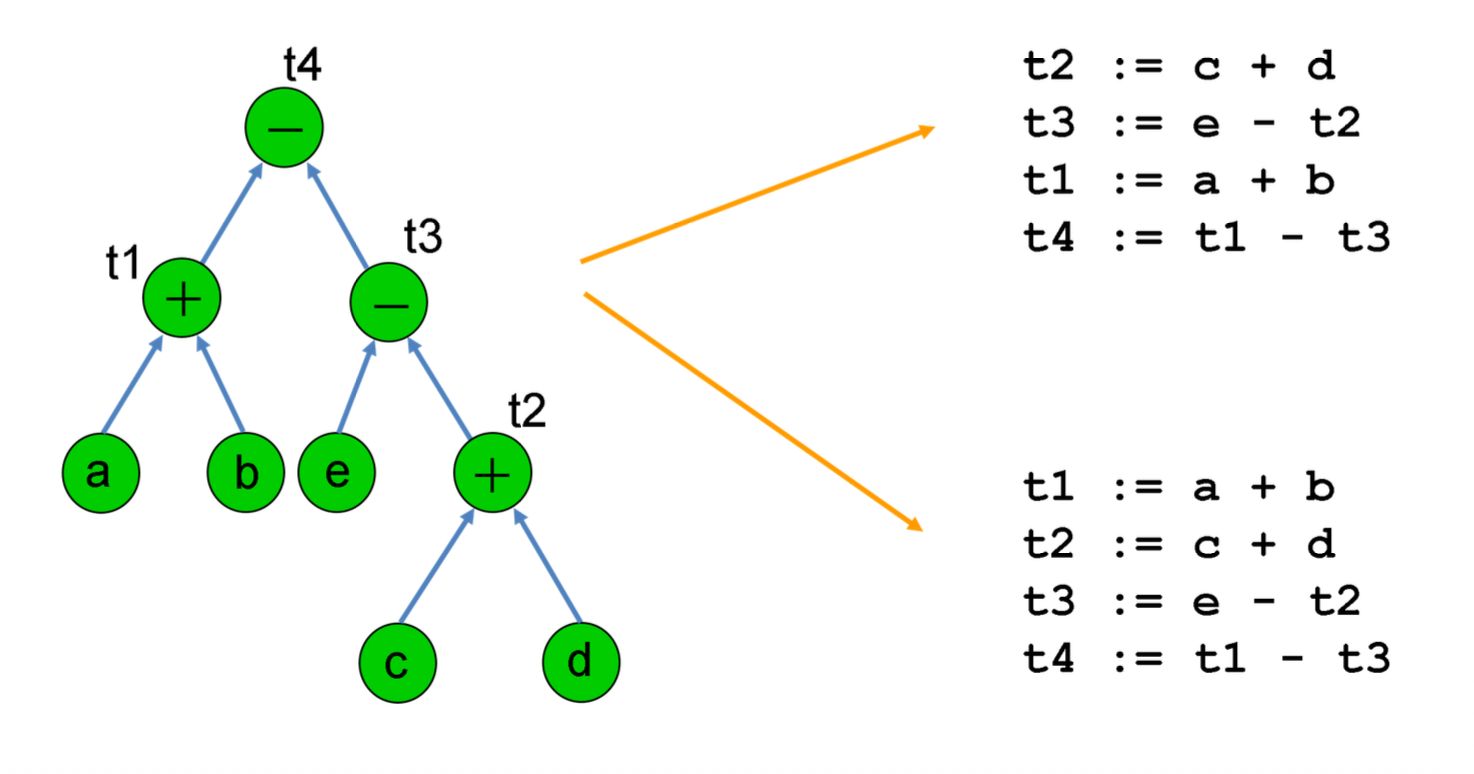 t4
−
t1
+
t3
−
a
b
e
t2
+
c
d
t2 := c + d
t3 := e - t2
t1 := a + b
t4 := t1 - t3
t1 := a + b
t2 := c + d
t3 := e - t2
t4 := t1 - t3